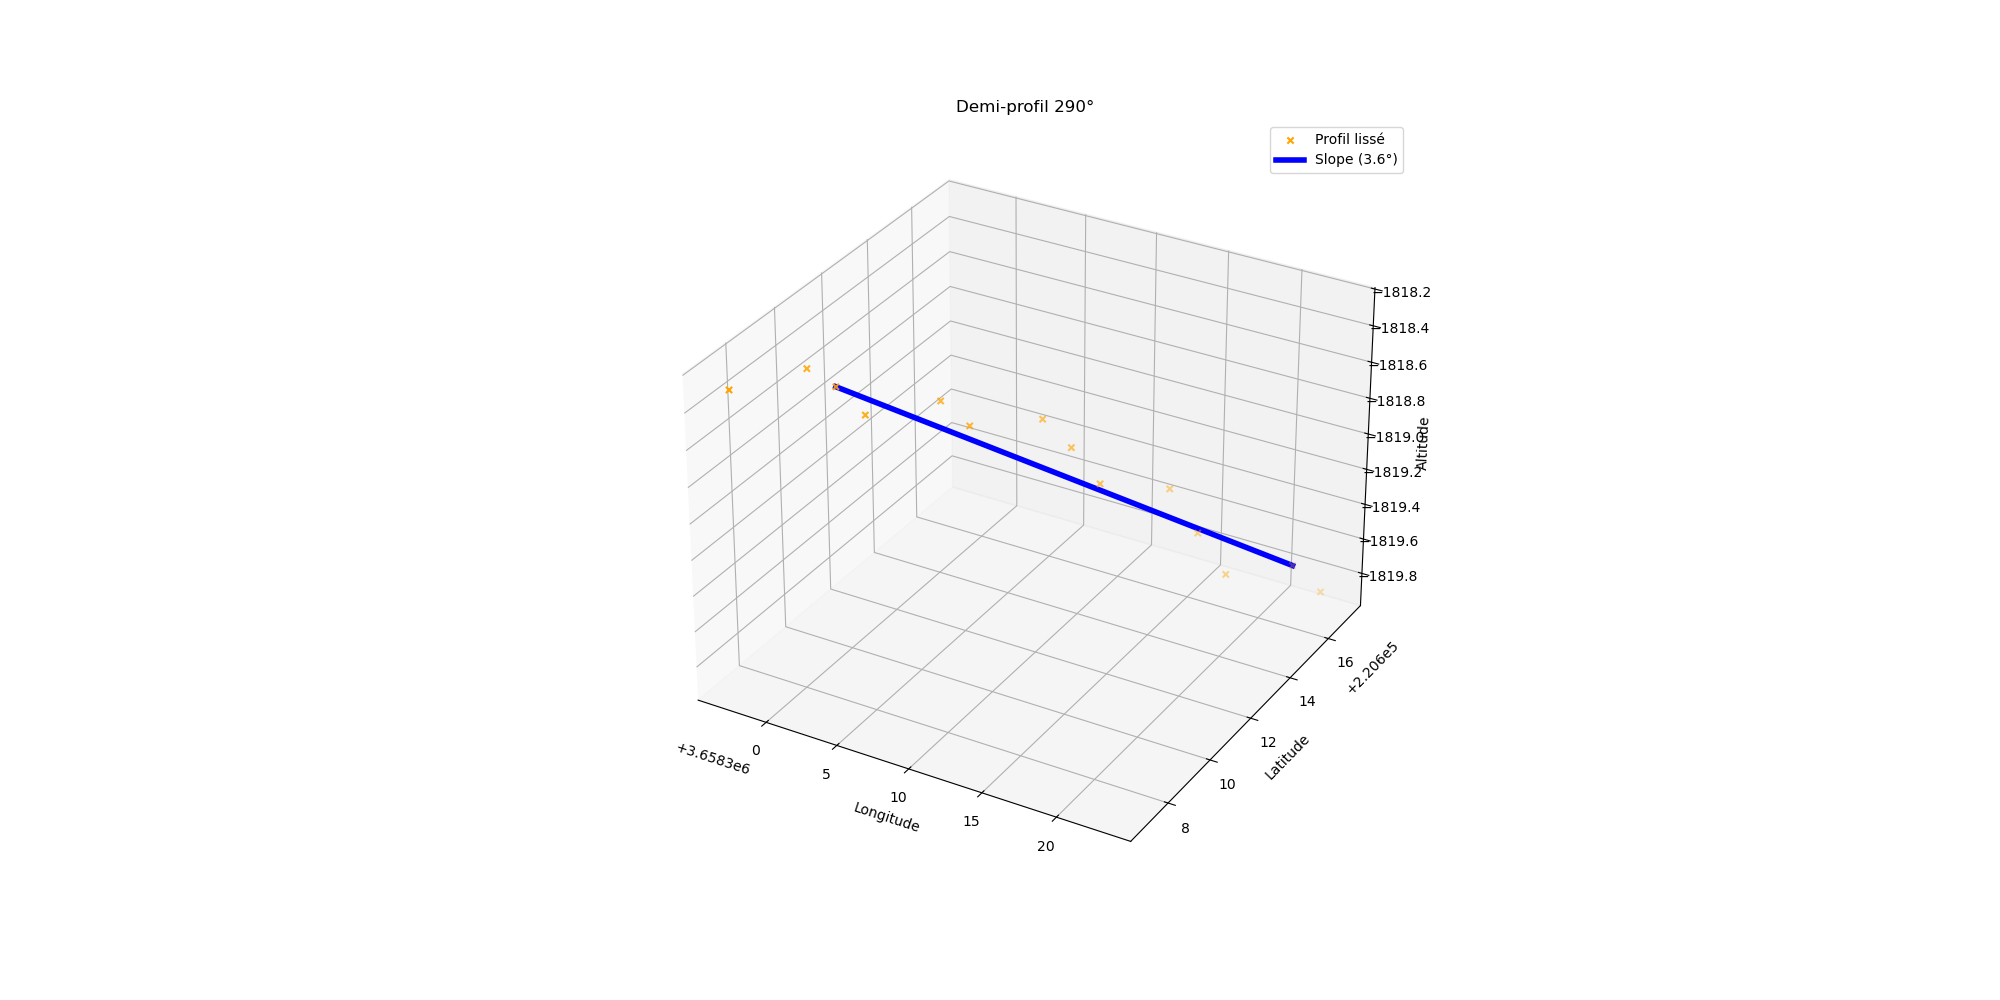 Demi-profil 290°
Profil lissé
Slope (3.6°)
−1818.2
−1818.4
−1818.6
−1818.8
−1819.0
−1819.2
−1819.4
−1819.6
−1819.8
Altitude
16
14
12
10
8
+2.206e5
Latitude
0
5
10
15
20
+3.6583e6
Longitude